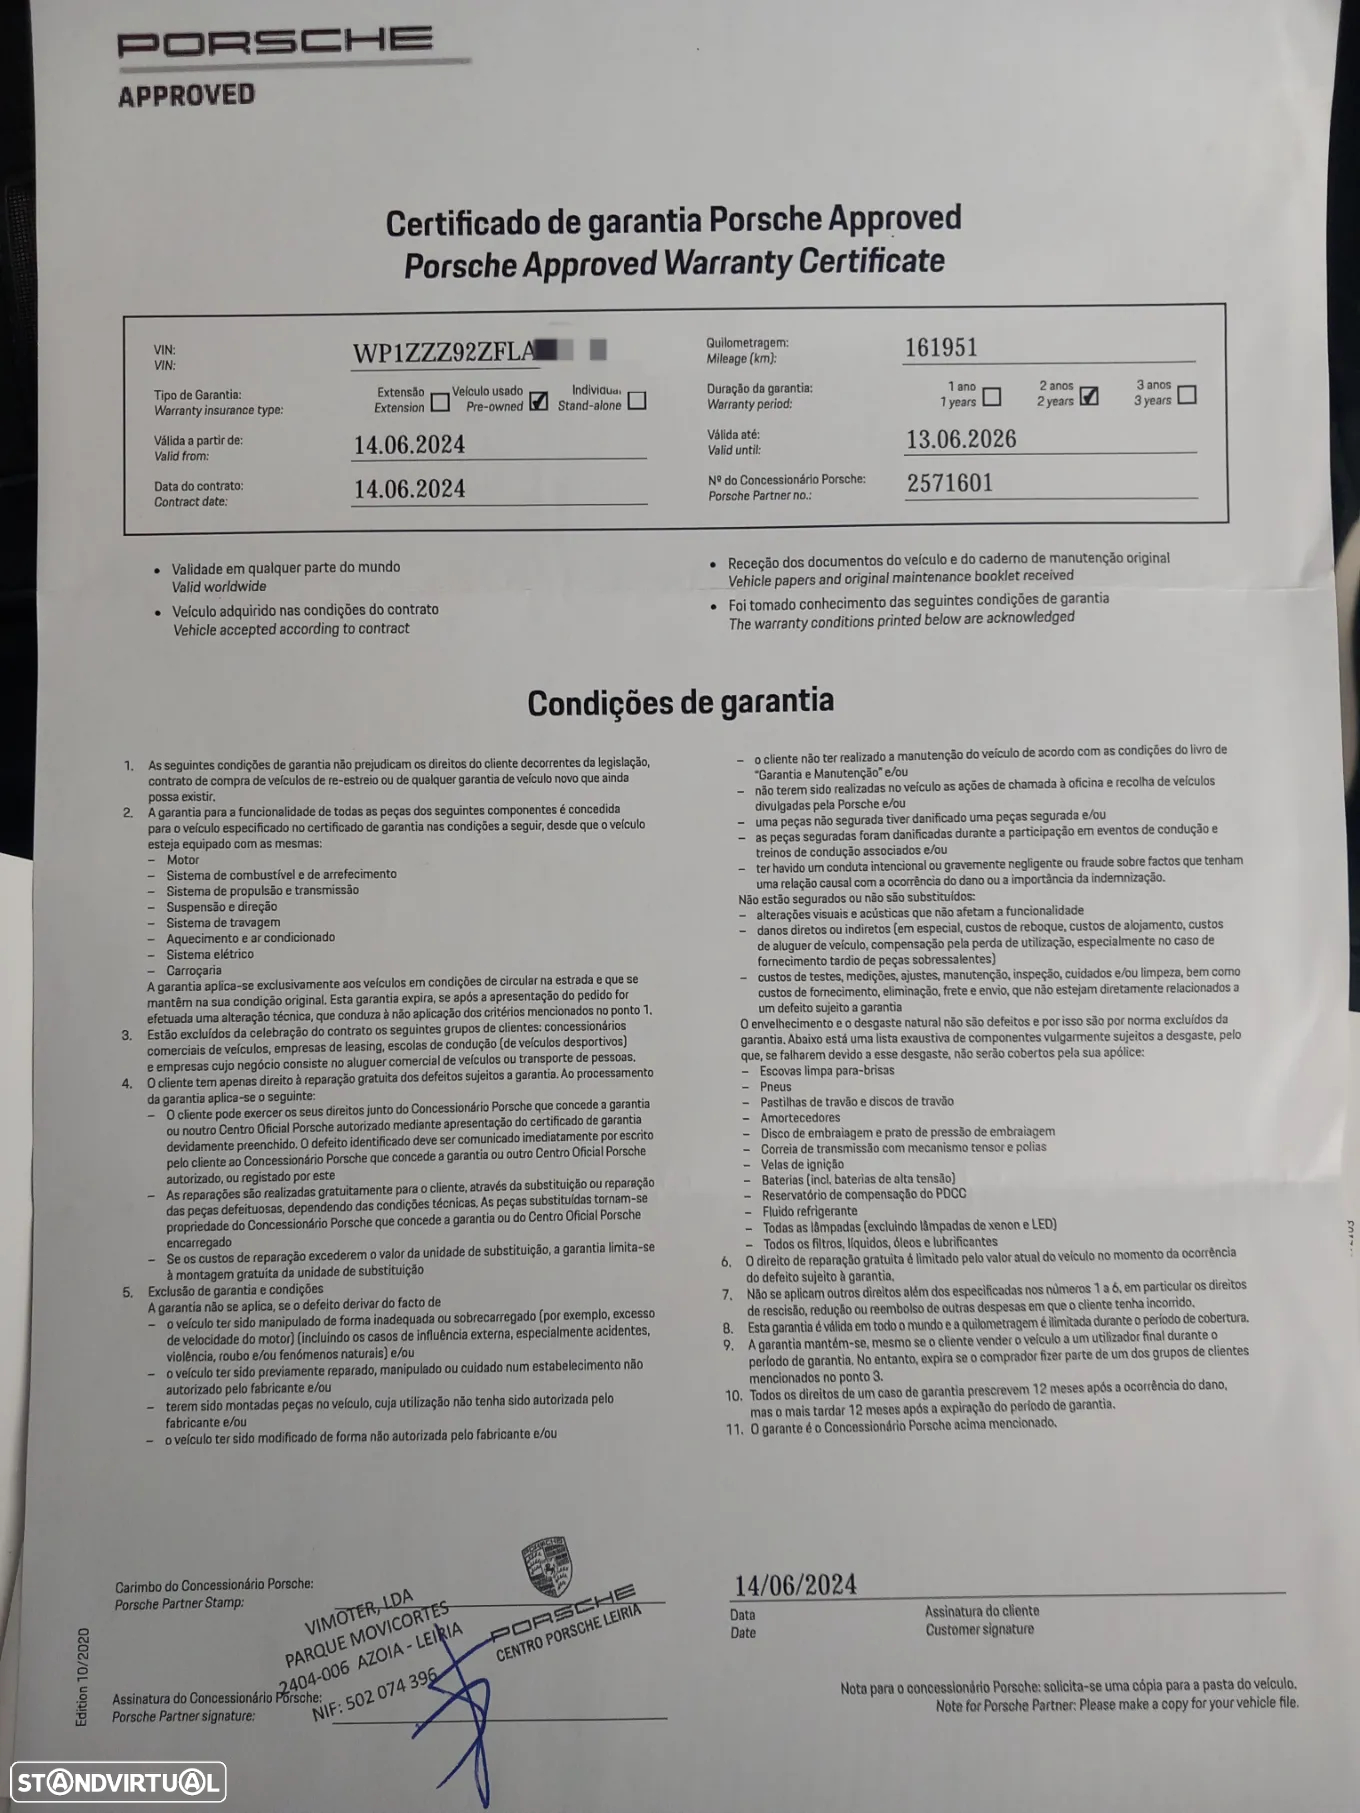 PORSCHE
APPROVED
Certificado de garantia Porsche Approved
Porsche Approved Warranty Certificate
VIN:
VIN:
WP1ZZZ92ZFLA
Quilometragem:
Mileage (km):
161951
Tipo de Garantia:
Warranty insurance type:
Extensão
Extension
Veículo usado
Pre-owned
Individual
Stand-alone
Duração da garantia:
Warranty period:
1 ano
1 years
2 anos
2 years
3 anos
3 years
Válida a partir de:
Valid from:
14.06.2024
Válida até:
Valid until:
13.06.2026
Data do contrato:
Contract date:
14.06.2024
Nº do Concessionário Porsche:
Porsche Partner no.:
2571601
• Validade em qualquer parte do mundo
Valid worldwide
• Veículo adquirido nas condições do contrato
Vehicle accepted according to contract
• Receção dos documentos do veículo e do caderno de manutenção original
Vehicle papers and original maintenance booklet received
• Foi tomado conhecimento das seguintes condições de garantia
The warranty conditions printed below are acknowledged
Condições de garantia
1. As seguintes condições de garantia não prejudicam os direitos do cliente decorrentes da legislação,
contrato de compra de veículos de re-estreio ou de qualquer garantia de veículo novo que ainda
possa existir.
2. A garantia para a funcionalidade de todas as peças dos seguintes componentes é concedida
para o veículo especificado no certificado de garantia nas condições a seguir, desde que o veículo
esteja equipado com as mesmas:
– Motor
– Sistema de combustível e de arrefecimento
– Sistema de propulsão e transmissão
– Suspensão e direção
– Sistema de travagem
– Aquecimento e ar condicionado
– Sistema elétrico
– Carroçaria
A garantia aplica-se exclusivamente aos veículos em condições de circular na estrada e que se
mantêm na sua condição original. Esta garantia expira, se após a apresentação do pedido for
efetuada uma alteração técnica, que conduza à não aplicação dos critérios mencionados no ponto 1.
3. Estão excluídos da celebração do contrato os seguintes grupos de clientes: concessionários
comerciais de veículos, empresas de leasing, escolas de condução (de veículos desportivos)
e empresas cujo negócio consiste no aluguer comercial de veículos ou transporte de pessoas.
4. O cliente tem apenas direito à reparação gratuita dos defeitos sujeitos a garantia. Ao processamento
da garantia aplica-se o seguinte:
– O cliente pode exercer os seus direitos junto do Concessionário Porsche que concede a garantia
ou noutro Centro Oficial Porsche autorizado mediante apresentação do certificado de garantia
devidamente preenchido. O defeito identificado deve ser comunicado imediatamente por escrito
pelo cliente ao Concessionário Porsche que concede a garantia ou outro Centro Oficial Porsche
autorizado, ou registado por este
– As reparações são realizadas gratuitamente para o cliente, através da substituição ou reparação
das peças defeituosas, dependendo das condições técnicas. As peças substituídas tornam-se
propriedade do Concessionário Porsche que concede a garantia ou do Centro Oficial Porsche
encarregado
– Se os custos de reparação excederem o valor da unidade de substituição, a garantia limita-se
à montagem gratuita da unidade de substituição
5. Exclusão de garantia e condições
A garantia não se aplica, se o defeito derivar do facto de
– o veículo ter sido manipulado de forma inadequada ou sobrecarregado (por exemplo, excesso
de velocidade do motor) (incluindo os casos de influência externa, especialmente acidentes,
violência, roubo e/ou fenómenos naturais) e/ou
– o veículo ter sido previamente reparado, manipulado ou cuidado num estabelecimento não
autorizado pelo fabricante e/ou
– terem sido montadas peças no veículo, cuja utilização não tenha sido autorizada pelo
fabricante e/ou
– o veículo ter sido modificado de forma não autorizada pelo fabricante e/ou
– o cliente não ter realizado a manutenção do veículo de acordo com as condições do livro de
"Garantia e Manutenção" e/ou
– não terem sido realizadas no veículo as ações de chamada à oficina e recolha de veículos
divulgadas pela Porsche e/ou
– uma peças não segurada tiver danificado uma peças segurada e/ou
– as peças seguradas foram danificadas durante a participação em eventos de condução e
treinos de condução associados e/ou
– ter havido um conduta intencional ou gravemente negligente ou fraude sobre factos que tenham
uma relação causal com a ocorrência do dano ou a importância da indemnização.
Não estão segurados ou não são substituídos:
– alterações visuais e acústicas que não afetam a funcionalidade
– danos diretos ou indiretos (em especial, custos de reboque, custos de alojamento, custos
de aluguer de veículo, compensação pela perda de utilização, especialmente no caso de
fornecimento tardio de peças sobressalentes)
– custos de testes, medições, ajustes, manutenção, inspeção, cuidados e/ou limpeza, bem como
custos de fornecimento, eliminação, frete e envio, que não estejam diretamente relacionados a
um defeito sujeito a garantia
O envelhecimento e o desgaste natural não são defeitos e por isso são por norma excluídos da
garantia. Abaixo está uma lista exaustiva de componentes vulgarmente sujeitos a desgaste, pelo
que, se falharem devido a esse desgaste, não serão cobertos pela sua apólice:
– Escovas limpa para-brisas
– Pneus
– Pastilhas de travão e discos de travão
– Amortecedores
– Disco de embraiagem e prato de pressão de embraiagem
– Correia de transmissão com mecanismo tensor e polias
– Velas de ignição
– Baterias (incl. baterias de alta tensão)
– Reservatório de compensação do PDCC
– Fluido refrigerante
– Todas as lâmpadas (excluindo lâmpadas de xenon e LED)
– Todos os filtros, líquidos, óleos e lubrificantes
6. O direito de reparação gratuita é limitado pelo valor atual do veículo no momento da ocorrência
do defeito sujeito à garantia.
7. Não se aplicam outros direitos além dos especificadas nos números 1 a 6, em particular os direitos
de rescisão, redução ou reembolso de outras despesas em que o cliente tenha incorrido.
8. Esta garantia é válida em todo o mundo e a quilometragem é ilimitada durante o período de cobertura.
9. A garantia mantém-se, mesmo se o cliente vender o veículo a um utilizador final durante o
período de garantia. No entanto, expira se o comprador fizer parte de um dos grupos de clientes
mencionados no ponto 3.
10. Todos os direitos de um caso de garantia prescrevem 12 meses após a ocorrência do dano,
mas o mais tardar 12 meses após a expiração do período de garantia.
11. O garante é o Concessionário Porsche acima mencionado.
Carimbo do Concessionário Porsche:
Porsche Partner Stamp:
VIMOTER, LDA
PARQUE MOVICORTES
2404-006 AZOIA - LEIRIA
NIF: 502 074 396
PORSCHE
CENTRO PORSCHE LEIRIA
Assinatura do Concessionário Porsche:
Porsche Partner signature:
14/06/2024
Data
Date
Assinatura do cliente
Customer signature
Nota para o concessionário Porsche: solicita-se uma cópia para a pasta do veículo.
Note for Porsche Partner: Please make a copy for your vehicle file.
Edition 10/2020
STANDVIRTUAL